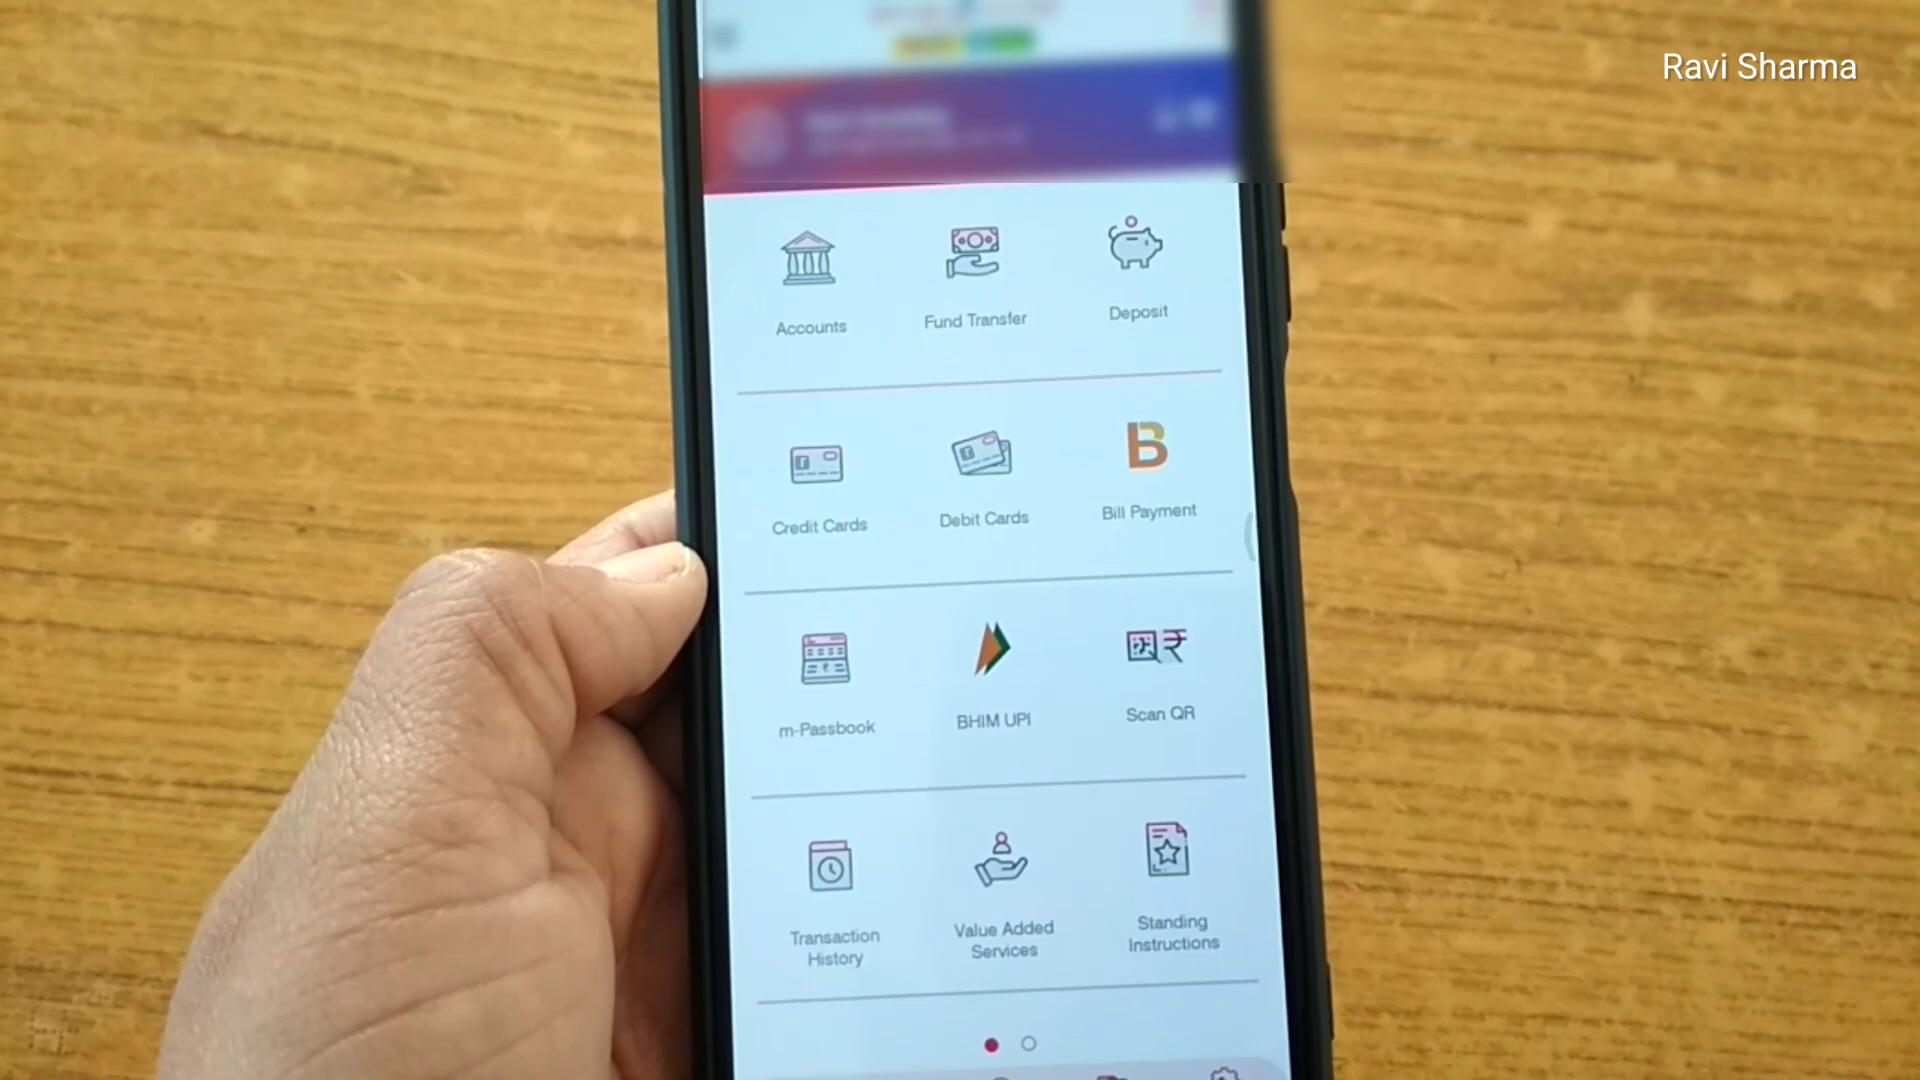 Ravi Sharma
Accounts
Fund Transfer
Deposit
Credit Cards
Debit Cards
Bill Payment
m-Passbook
BHIM UPI
Scan QR
Transaction
History
Value Added
Services
Standing
Instructions